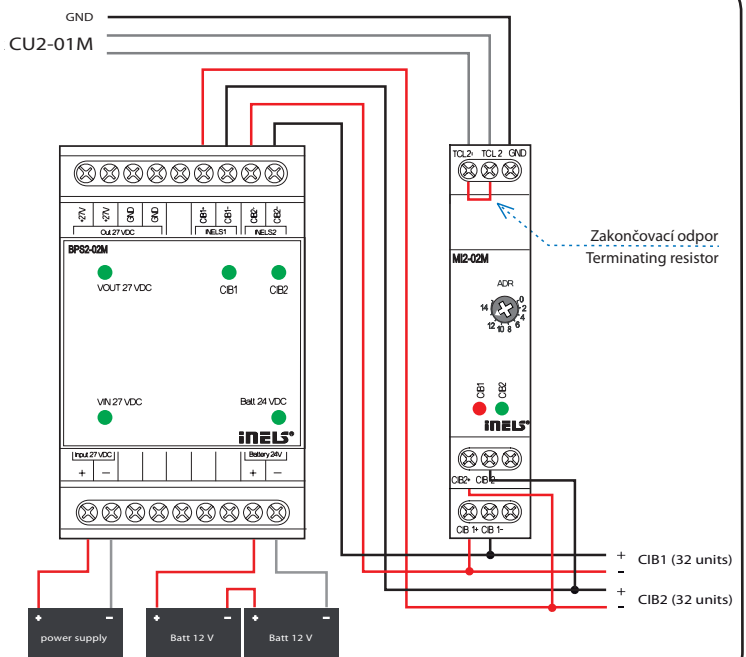 GND
CU2-01M
TCL2+ TCL 2 GND
+27V +27V GND GND CIB1+ CIB1- CIB2- CIB2-
Out 27 VDC INELS1 INELS2
BPS2-02M
VOUT 27 VDC
CIB1 CIB2
VIN 27 VDC Batt 24 VDC
iNELS
Input 27 VDC Battery 24V
+ − + −
Zakončovací odpor
Terminating resistor
MI2-02M
ADR
0
2
4
6
8
10
12
14
CIB1 CIB2
iNELS
CIB2+ CIB 2
CIB 1+ CIB 1-
+
- CIB1 (32 units)
+
- CIB2 (32 units)
+ − + − + −
power supply Batt 12 V Batt 12 V